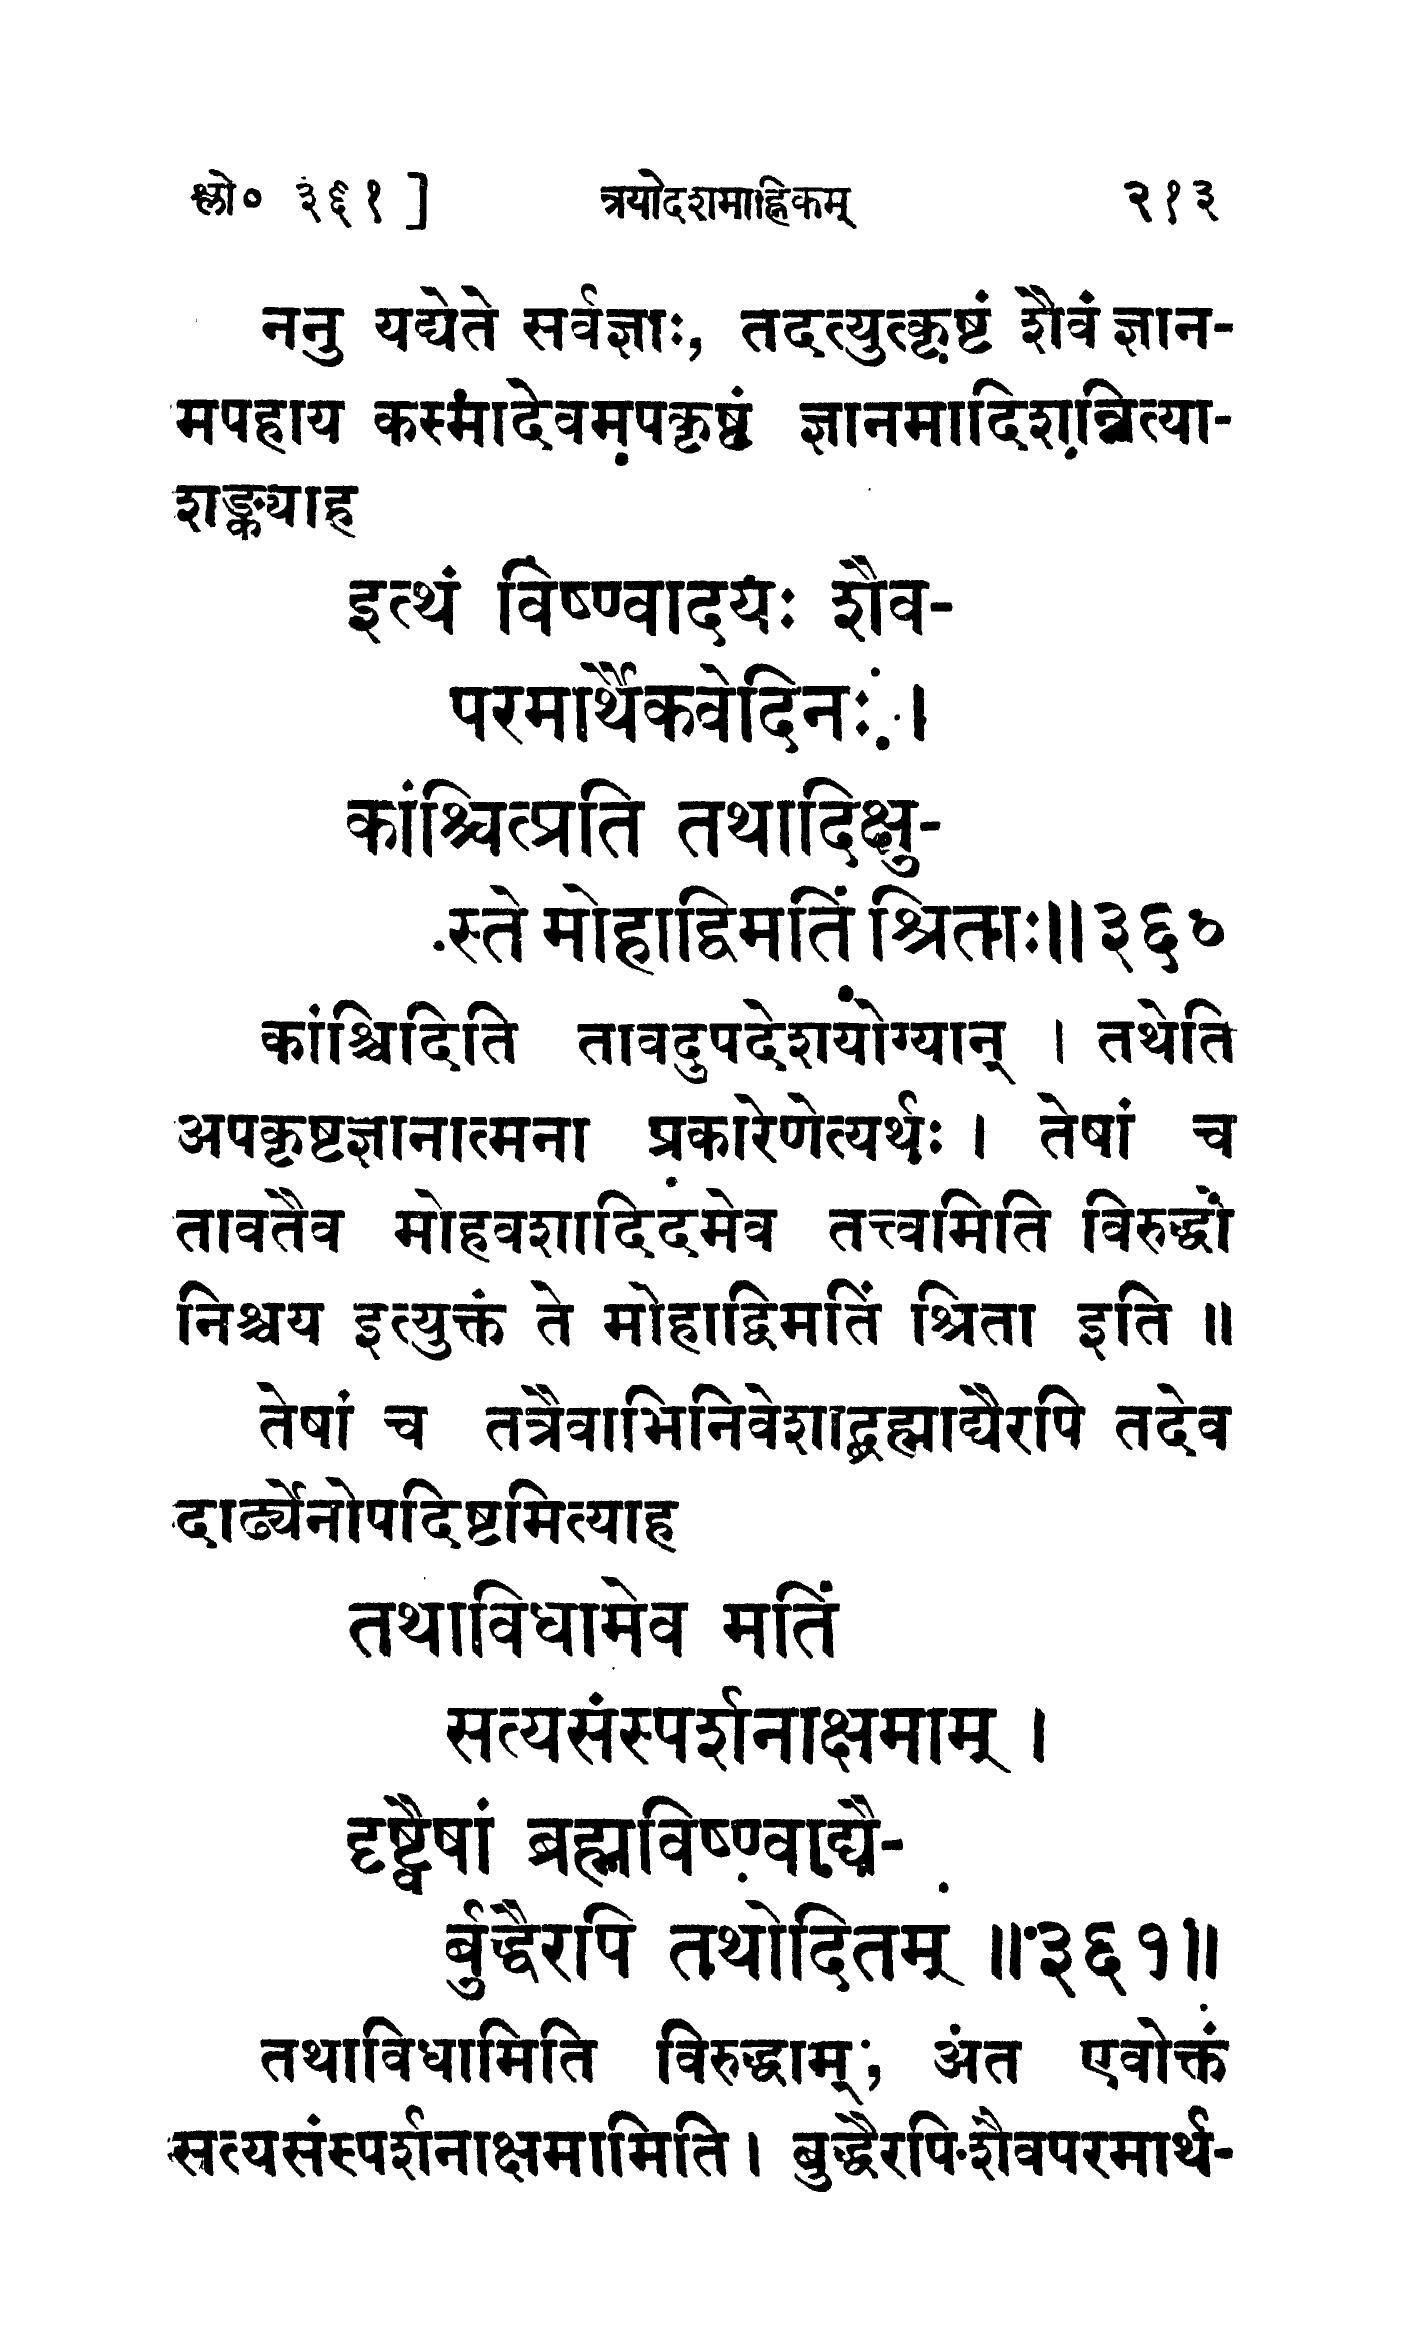 श्लो० ३६१ ] त्रयोदशमाह्निकम् २१३
ननु यद्येते सर्वज्ञाः, तदत्युत्कृष्टं शैवं ज्ञान-
मपहाय कस्मादेवमपकृष्टं ज्ञानमादिशन्नित्या-
शङ्क्याह
इत्थं विष्ण्वादयः शैव-
परमार्थैकवेदिनः ।
कांश्चित्प्रति तथादिक्षु-
स्ते मोहाद्विमतिं श्रिताः॥३६०
कांश्चिदिति तावदुपदेशयोग्यान् । तथेति
अपकृष्टज्ञानात्मना प्रकारेणेत्यर्थः । तेषां च
तावतैव मोहवशादिदमेव तत्त्वमिति विरुद्धो
निश्चय इत्युक्तं ते मोहाद्विमतिं श्रिता इति ॥
तेषां च तत्रैवाभिनिवेशाद्ब्रह्माद्यैरपि तदेव
दार्ढ्येनोपदिष्टमित्याह
तथाविधामेव मतिं
सत्यसंस्पर्शनाक्षमाम् ।
दृष्ट्वैषां ब्रह्मविष्ण्वाद्यै-
र्बुद्धैरपि तथोदितम् ॥३६१॥
तथाविधामिति विरुद्धाम्, अत एवोक्तं
सत्यसंस्पर्शनाक्षमामिति । बुद्धैरपि शैवपरमार्थ-